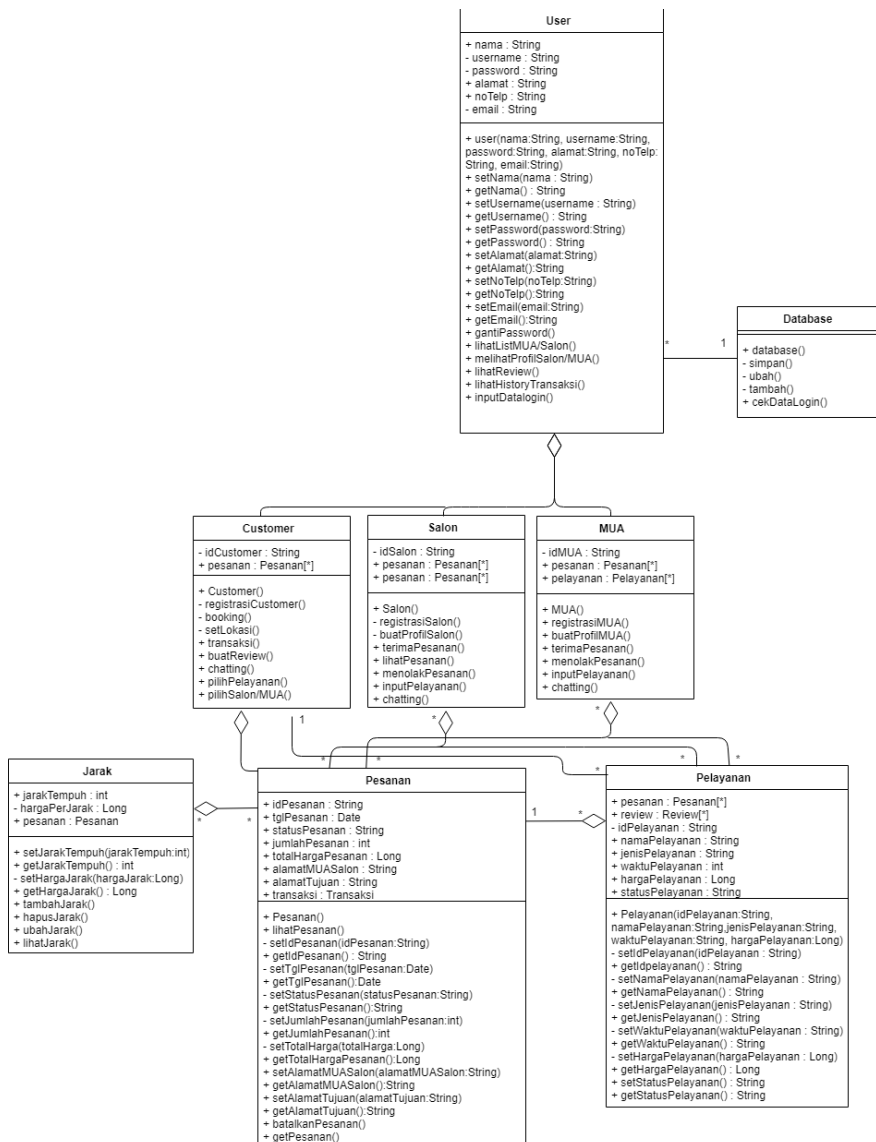 User
+ nama : String
- username : String
- password : String
+ alamat : String
+ noTelp : String
- email : String
+ user(nama:String, username:String,
password:String, alamat:String, noTelp:
String, email:String)
+ setNama(nama : String)
+ getNama() : String
+ setUsername(username : String)
+ getUsername() : String
+ setPassword(password:String)
+ getPassword() : String
+ setAlamat(alamat:String)
+ getAlamat():String
+ setNoTelp(noTelp:String)
+ getNoTelp():String
+ setEmail(email:String)
+ getEmail():String
+ gantiPassword()
+ lihatListMUA/Salon()
+ melihatProfilSalon/MUA()
+ lihatReview()
+ lihatHistoryTransaksi()
+ inputDatalogin()
* 1
Database
+ database()
- simpan()
- ubah()
- tambah()
+ cekDataLogin()
Customer
- idCustomer : String
+ pesanan : Pesanan[*]
+ Customer()
- registrasiCustomer()
- booking()
- setLokasi()
+ transaksi()
+ buatReview()
+ chatting()
+ pilihPelayanan()
+ pilihSalon/MUA()
Salon
- idSalon : String
+ pesanan : Pesanan[*]
+ pesanan : Pesanan[*]
+ Salon()
- registrasiSalon()
- buatProfilSalon()
+ terimaPesanan()
+ lihatPesanan()
+ menolakPesanan()
+ inputPelayanan()
+ chatting()
MUA
- idMUA : String
+ pesanan : Pesanan[*]
+ pelayanan : Pelayanan[*]
+ MUA()
+ registrasiMUA()
+ buatProfilMUA()
+ terimaPesanan()
+ menolakPesanan()
+ inputPelayanan()
+ chatting()
1 * *
* * * * *
Jarak
+ jarakTempuh : int
- hargaPerJarak : Long
+ pesanan : Pesanan
+ setJarakTempuh(jarakTempuh:int)
+ getJarakTempuh() : int
- setHargaJarak(hargaJarak:Long)
+ getHargaJarak() : Long
+ tambahJarak()
+ hapusJarak()
+ ubahJarak()
+ lihatJarak()
* *
Pesanan
+ idPesanan : String
+ tglPesanan : Date
+ statusPesanan : String
+ jumlahPesanan : int
+ totalHargaPesanan : Long
+ alamatMUASalon : String
+ alamatTujuan : String
+ transaksi : Transaksi
+ Pesanan()
+ lihatPesanan()
- setIdPesanan(idPesanan:String)
+ getIdPesanan() : String
- setTglPesanan(tglPesanan:Date)
+ getTglPesanan():Date
- setStatusPesanan(statusPesanan:String)
+ getStatusPesanan():String
- setJumlahPesanan(jumlahPesanan:int)
+ getJumlahPesanan():int
- setTotalHarga(totalHarga:Long)
+ getTotalHargaPesanan():Long
+ setAlamatMUASalon(alamatMUASalon:String)
+ getAlamatMUASalon():String
+ setAlamatTujuan(alamatTujuan:String)
+ getAlamatTujuan():String
+ batalkanPesanan()
+ getPesanan()
1 *
Pelayanan
+ pesanan : Pesanan[*]
+ review : Review[*]
- idPelayanan : String
+ namaPelayanan : String
+ jenisPelayanan : String
+ waktuPelayanan : int
+ hargaPelayanan : Long
+ statusPelayanan : String
+ Pelayanan(idPelayanan:String,
namaPelayanan:String,jenisPelayanan:String,
waktuPelayanan:String, hargaPelayanan:Long)
- setIdPelayanan(idPelayanan : String)
+ getIdpelayanan() : String
- setNamaPelayanan(namaPelayanan : String)
+ getNamaPelayanan() : String
- setJenisPelayanan(jenisPelayanan : String)
+ getJenisPelayanan() : String
- setWaktuPelayanan(waktuPelayanan : String)
+ getWaktuPelayanan() : String
- setHargaPelayanan(hargaPelayanan : Long)
+ getHargaPelayanan() : Long
+ setStatusPelayanan() : String
+ getStatusPelayanan() : String